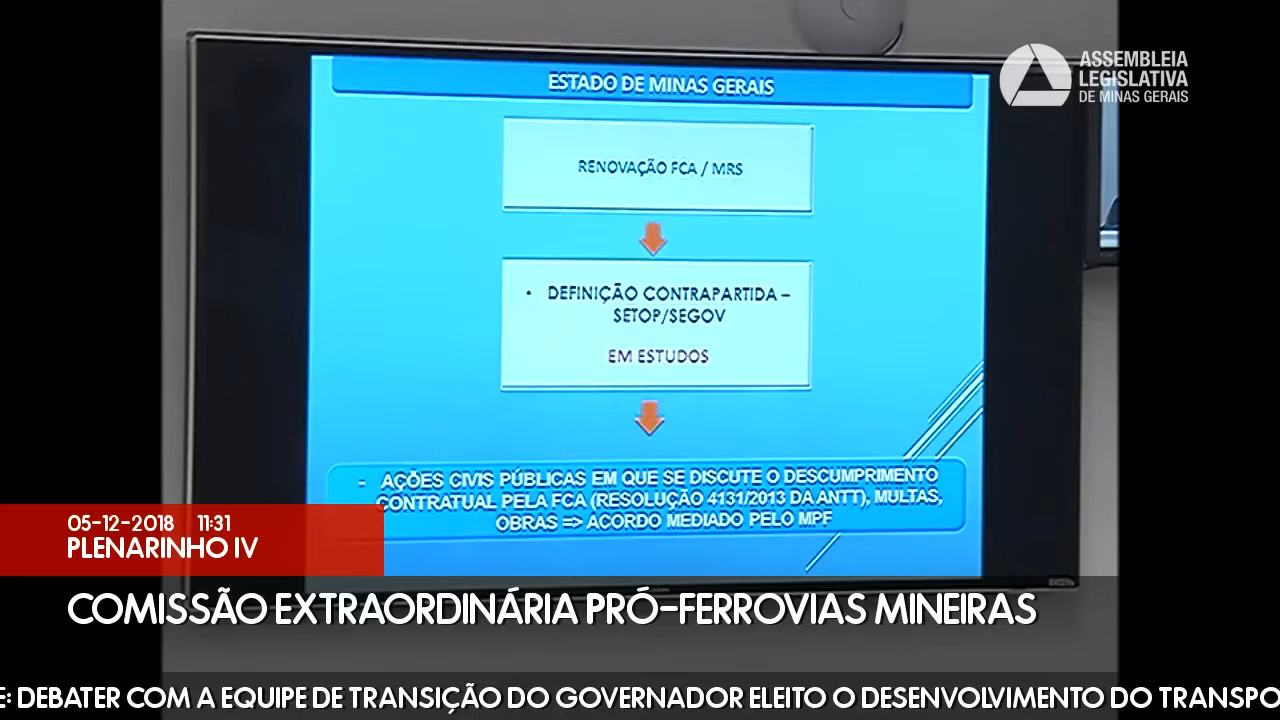 ASSEMBLEIA
LEGISLATIVA
DE MINAS GERAIS
ESTADO DE MINAS GERAIS
RENOVAÇÃO FCA / MRS
• DEFINIÇÃO CONTRAPARTIDA –
SETOP/SEGOV
EM ESTUDOS
- AÇÕES CIVIS PÚBLICAS EM QUE SE DISCUTE O DESCUMPRIMENTO
CONTRATUAL PELA FCA (RESOLUÇÃO 4131/2013 DA ANTT), MULTAS,
OBRAS => ACORDO MEDIADO PELO MPF
05-12-2018 11:31
PLENARINHO IV
COMISSÃO EXTRAORDINÁRIA PRÓ-FERROVIAS MINEIRAS
E: DEBATER COM A EQUIPE DE TRANSIÇÃO DO GOVERNADOR ELEITO O DESENVOLVIMENTO DO TRANSPO